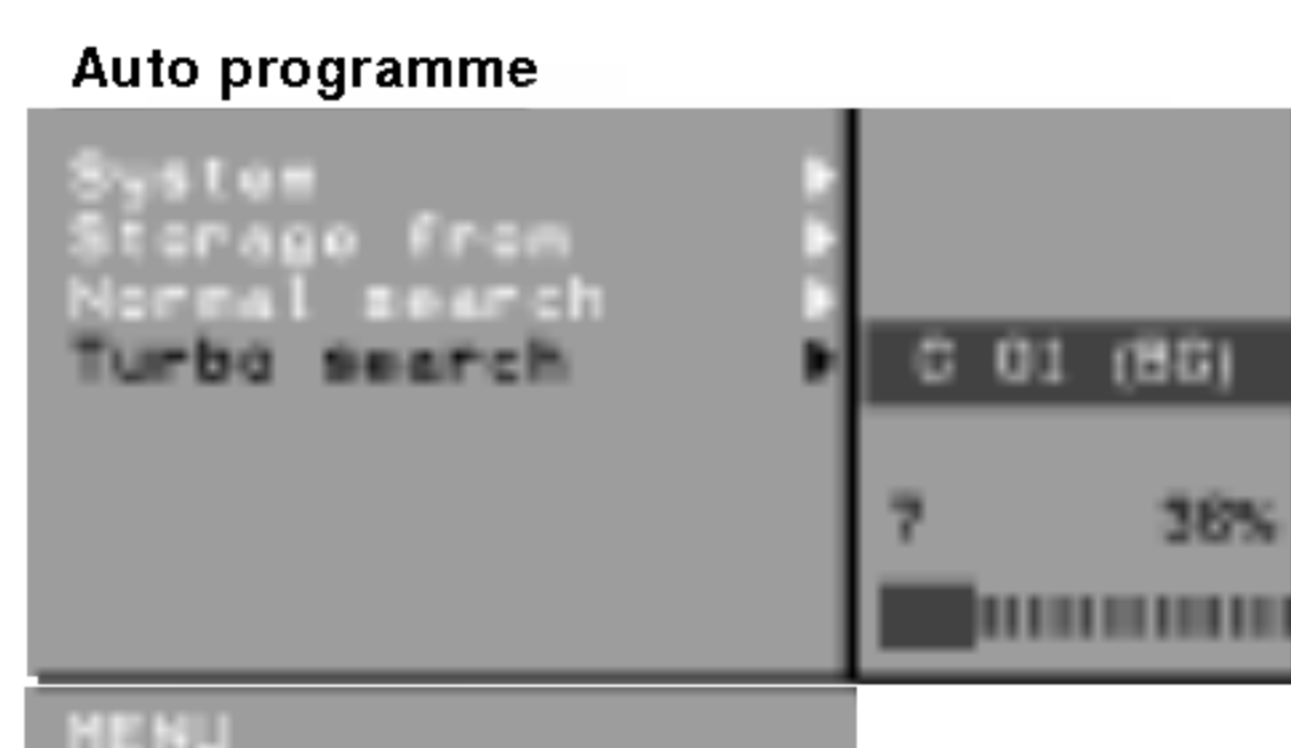 Auto programme
System
Storage from
Normal search
Turbo search
C 01 (BG)
7 36%
MENU